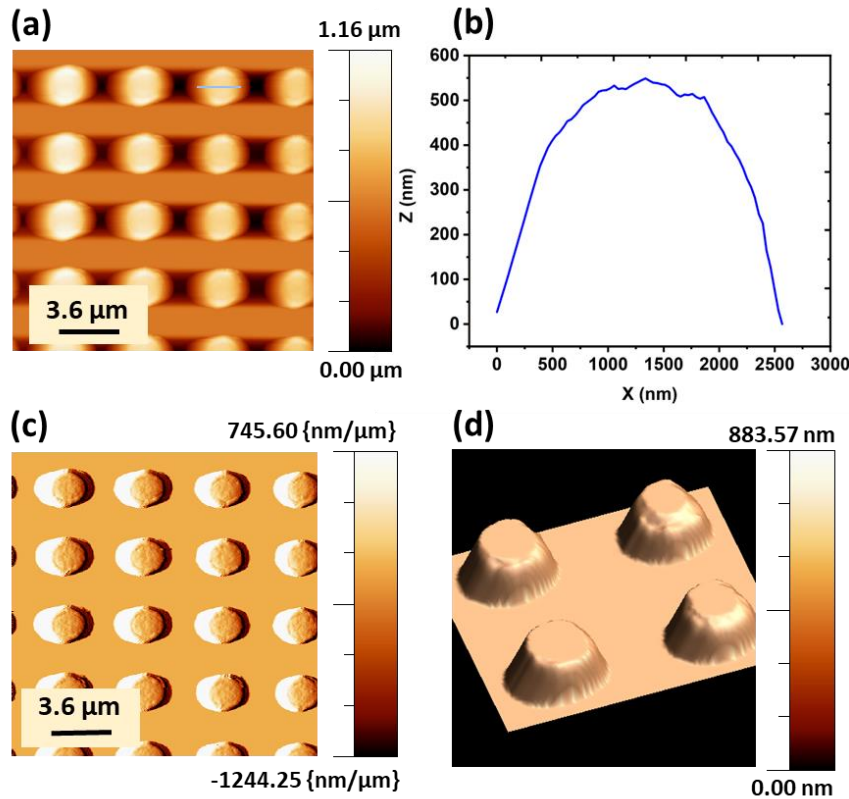 (a)
1.16 µm
3.6 µm
0.00 µm
(b)
600
500
400
300
200
100
0
Z (nm)
0 500 1000 1500 2000 2500 3000
X (nm)
(c)
745.60 {nm/µm}
3.6 µm
-1244.25 {nm/µm}
(d)
883.57 nm
0.00 nm